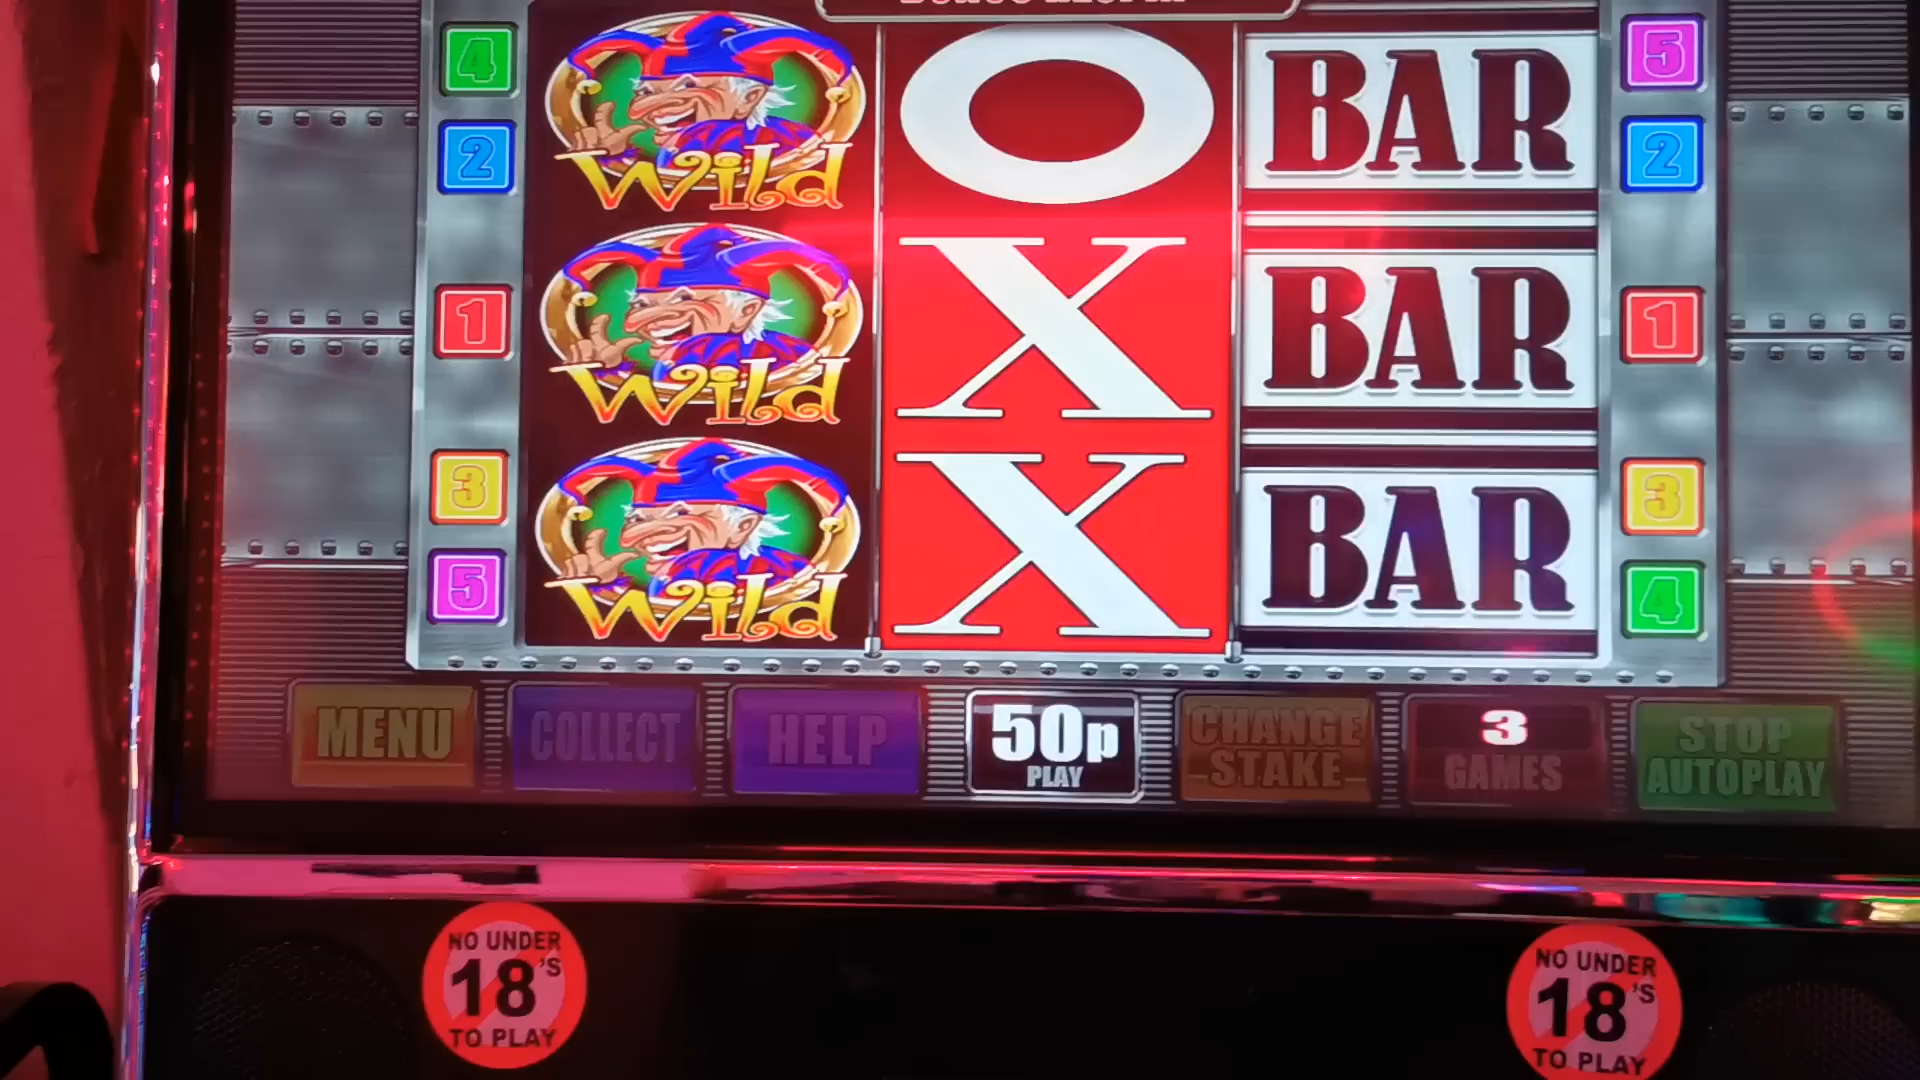 4
5
Wild
O
BAR
2
2
Wild
X
BAR
1
1
Wild
X
BAR
3
3
5
4
MENU
COLLECT
HELP
50p
PLAY
CHANGE
STAKE
3
GAMES
STOP
AUTOPLAY
NO UNDER
18'S
TO PLAY
NO UNDER
18'S
TO PLAY